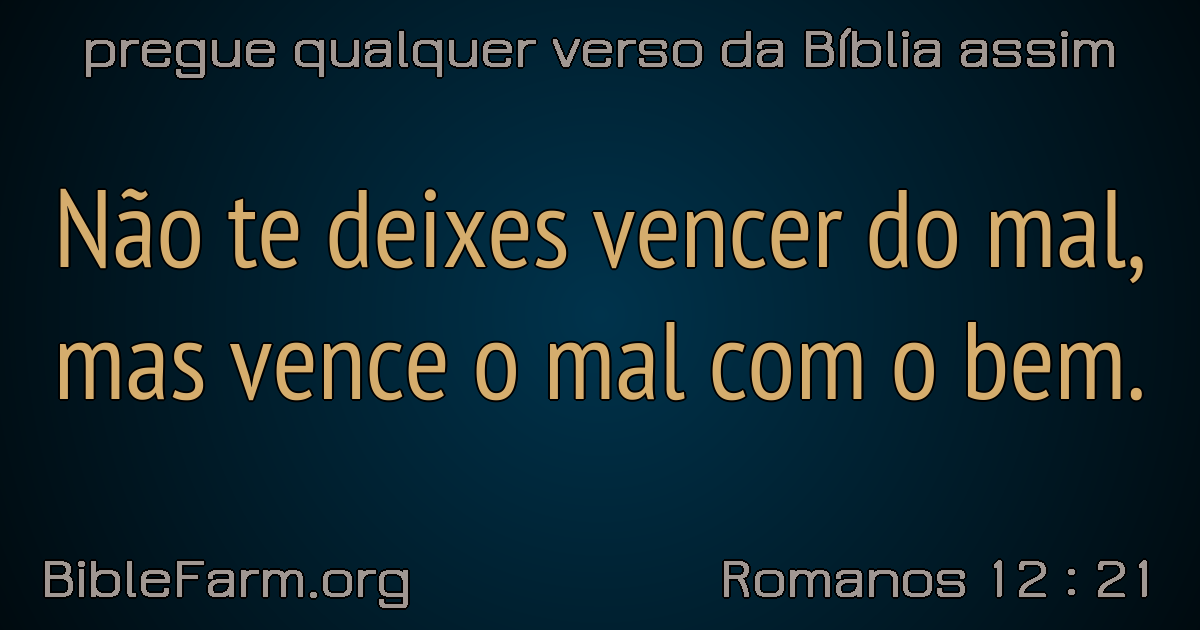 pregue qualquer verso da Bíblia assim
Não te deixes vencer do mal,
mas vence o mal com o bem.
BibleFarm.org
Romanos 12 : 21